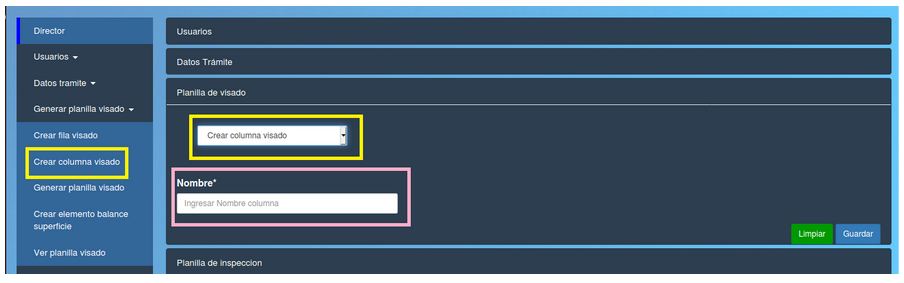 Director
Usuarios
Datos tramite
Generar planilla visado
Crear fila visado
Crear columna visado
Generar planilla visado
Crear elemento balance
superficie
Ver planilla visado
Usuarios
Datos Trámite
Planilla de visado
Crear columna visado
Nombre*
Ingresar Nombre columna
Limpiar Guardar
Planilla de inspeccion